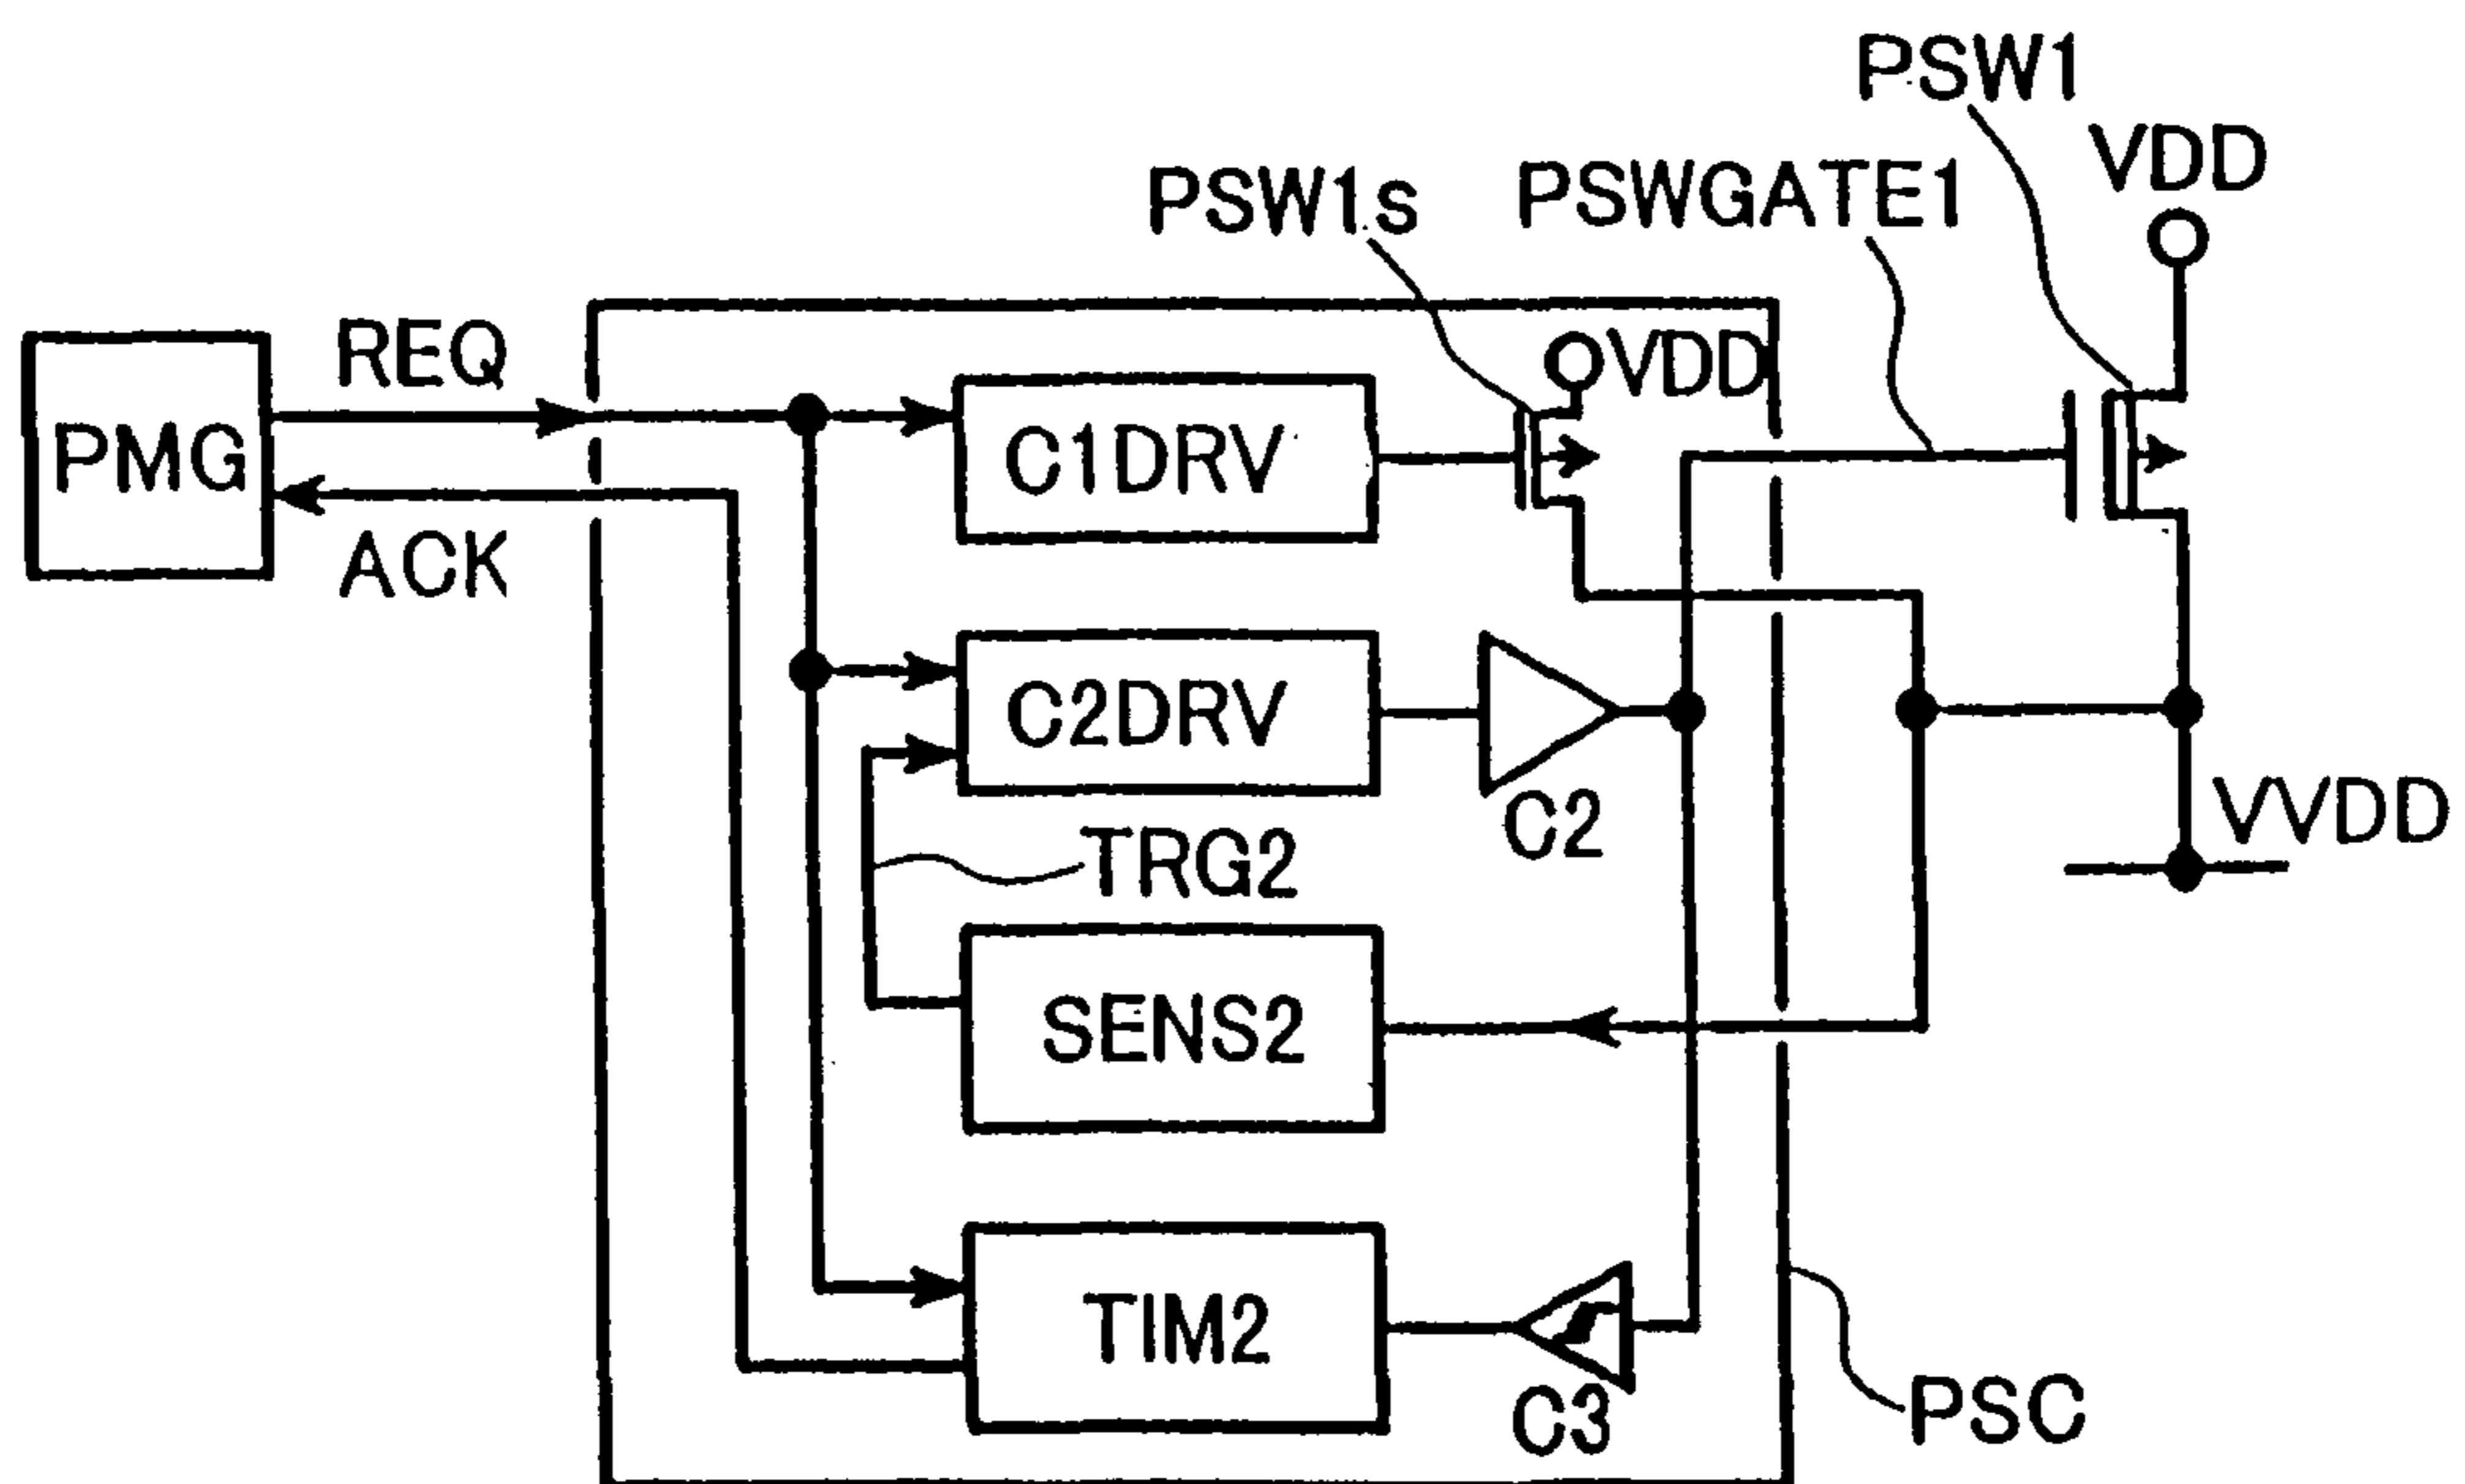 PSW1
VDD
PSW1s
PSWGATE1
REQ
VDD
PMG
C1DRV
ACK
C2DRV
C2
VVDD
TRG2
SENS2
TIM2
C3
PSC